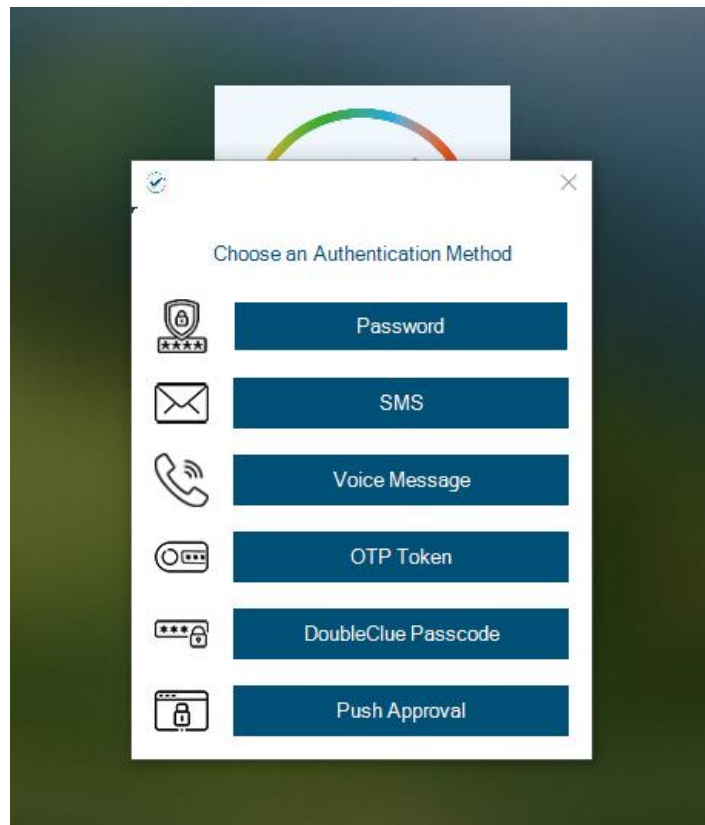 Choose an Authentication Method
Password
SMS
Voice Message
OTP Token
DoubleClue Passcode
Push Approval